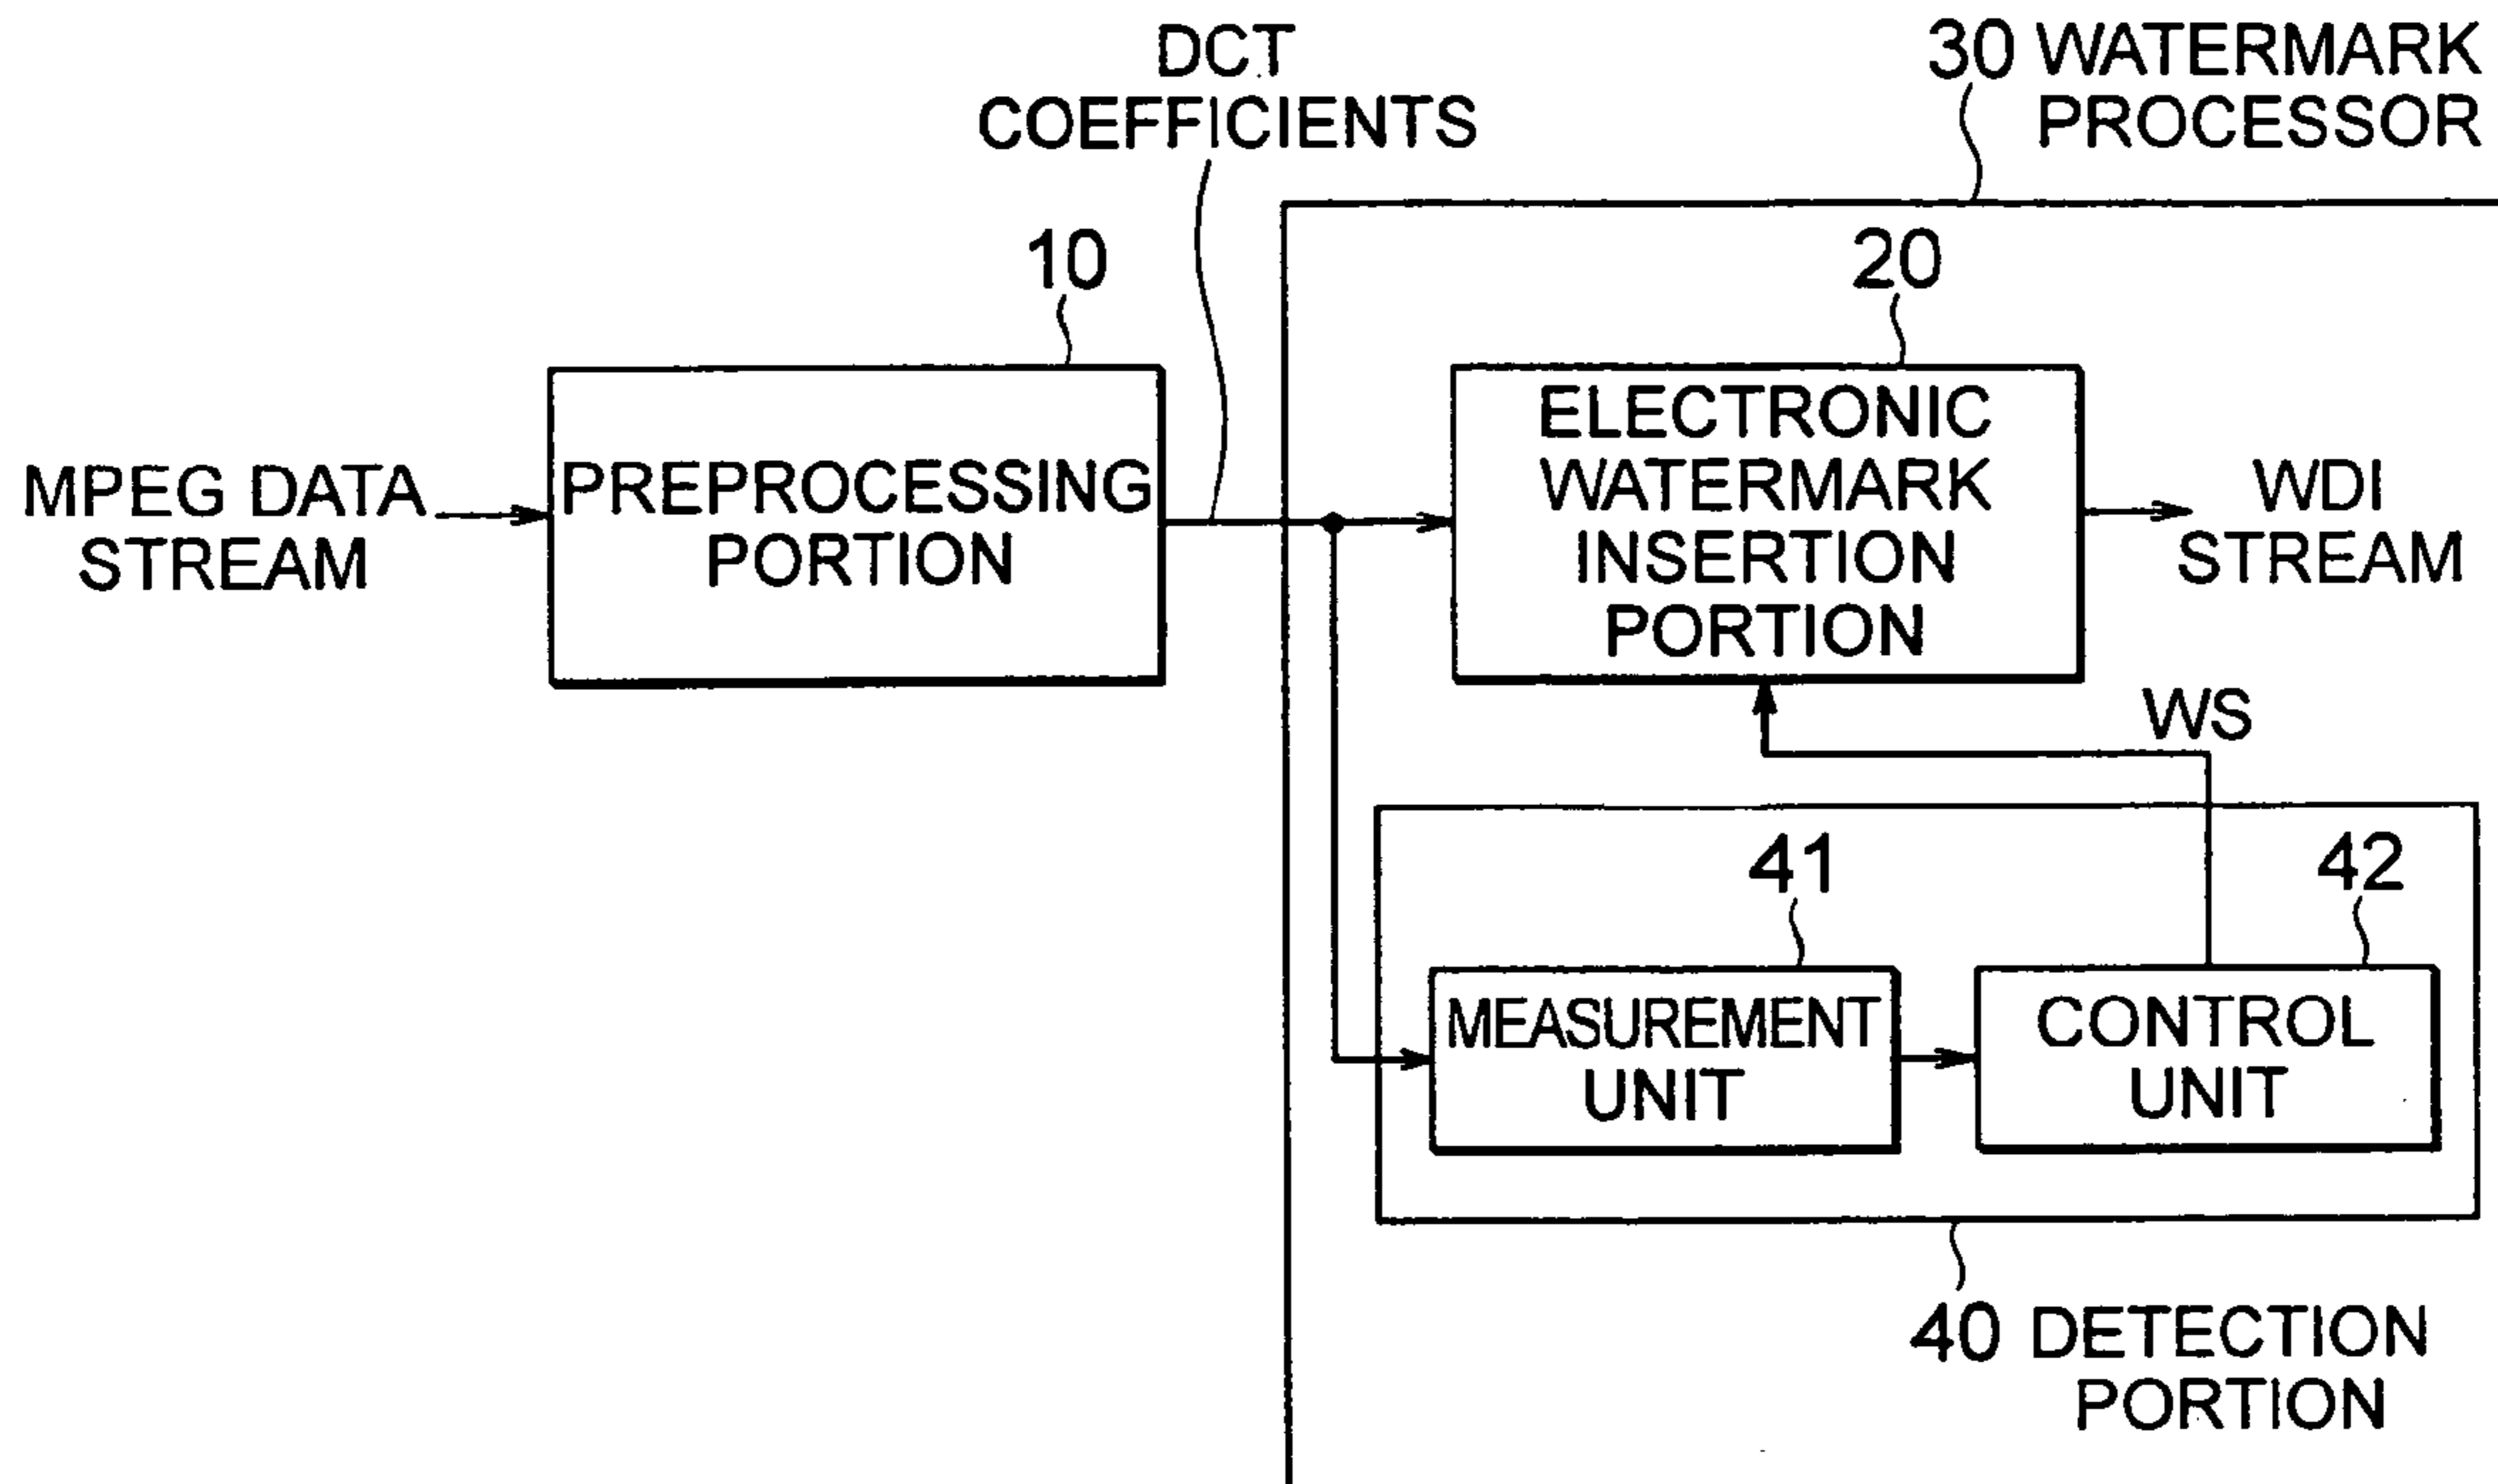 DCT
COEFFICIENTS
30 WATERMARK
PROCESSOR
10
20
MPEG DATA
STREAM
PREPROCESSING
PORTION
ELECTRONIC
WATERMARK
INSERTION
PORTION
WDI
STREAM
WS
41
42
MEASUREMENT
UNIT
CONTROL
UNIT
40 DETECTION
PORTION